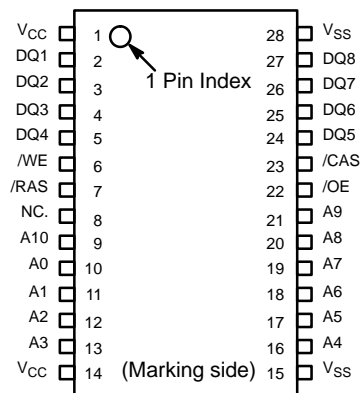 VCC 1 28 VSS
DQ1 2 27 DQ8
1 Pin Index
DQ2 3 26 DQ7
DQ3 4 25 DQ6
DQ4 5 24 DQ5
/WE 6 23 /CAS
/RAS 7 22 /OE
NC. 8 21 A9
A10 9 20 A8
A0 10 19 A7
A1 11 18 A6
A2 12 17 A5
A3 13 16 A4
VCC 14 (Marking side) 15 VSS